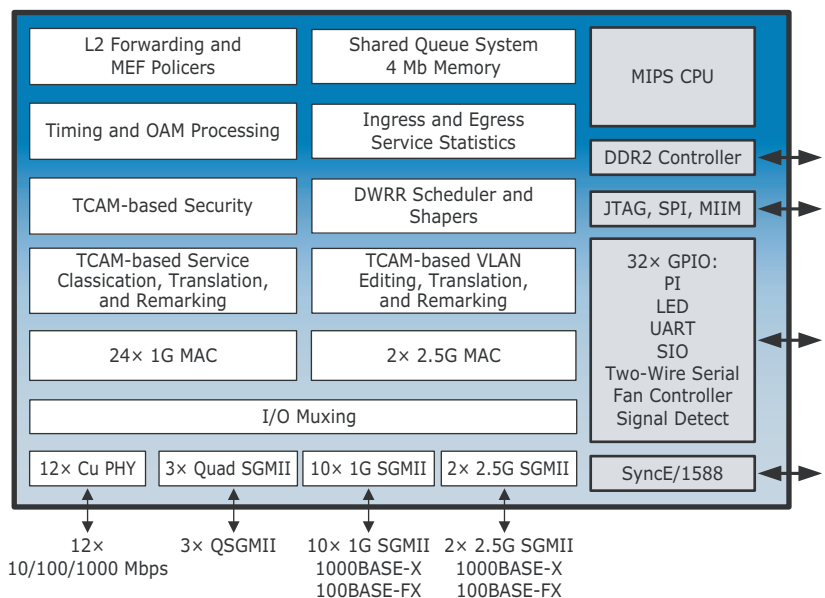 L2 Forwarding and
MEF Policers
Shared Queue System
4 Mb Memory
MIPS CPU
Timing and OAM Processing
Ingress and Egress
Service Statistics
DDR2 Controller
TCAM-based Security
DWRR Scheduler and
Shapers
JTAG, SPI, MIIM
TCAM-based Service
Classication, Translation,
and Remarking
TCAM-based VLAN
Editing, Translation,
and Remarking
32× GPIO:
PI
LED
UART
SIO
Two-Wire Serial
Fan Controller
Signal Detect
24× 1G MAC
2× 2.5G MAC
I/O Muxing
12× Cu PHY
3× Quad SGMII
10× 1G SGMII
2× 2.5G SGMII
SyncE/1588
12×
10/100/1000 Mbps
3× QSGMII
10× 1G SGMII
1000BASE-X
100BASE-FX
2× 2.5G SGMII
1000BASE-X
100BASE-FX